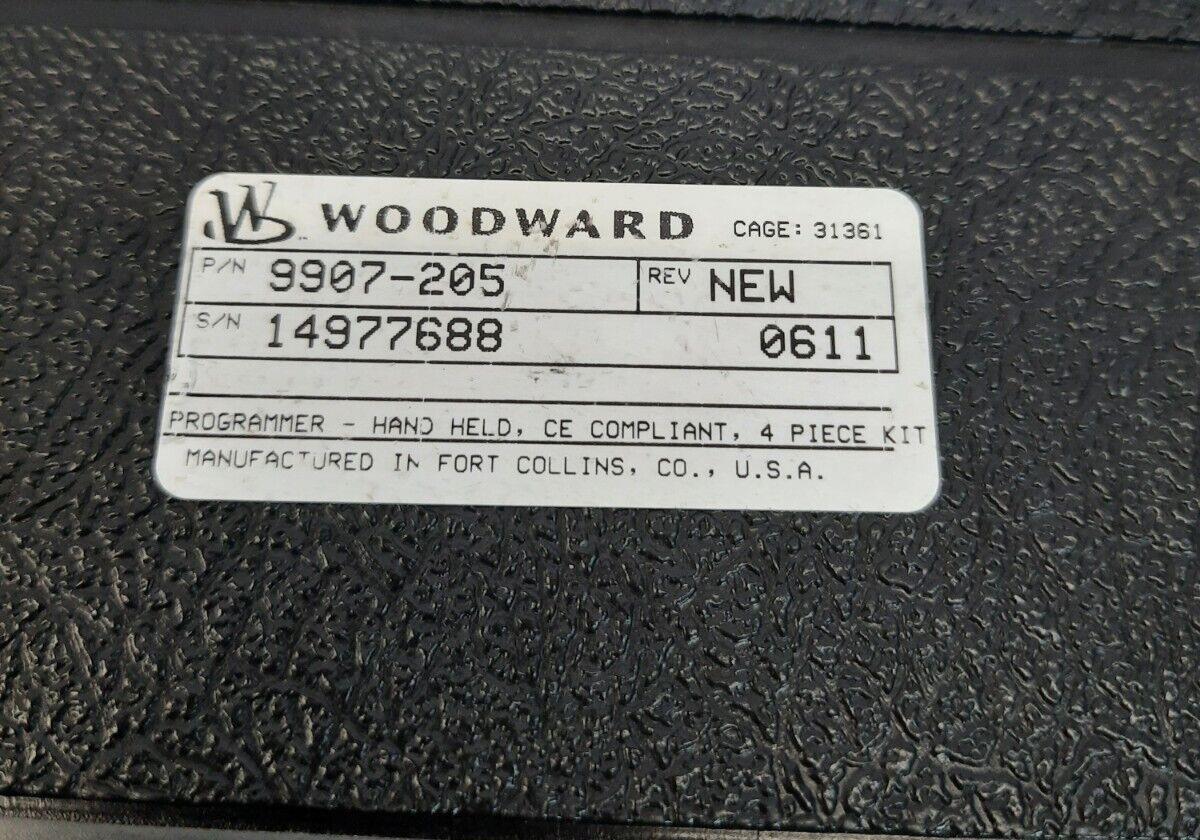 W WOODWARD CAGE: 31361
P/N 9907-205 REV NEW
S/N 14977688 0611
PROGRAMMER - HAND HELD, CE COMPLIANT, 4 PIECE KIT
MANUFACTURED IN FORT COLLINS, CO., U.S.A.